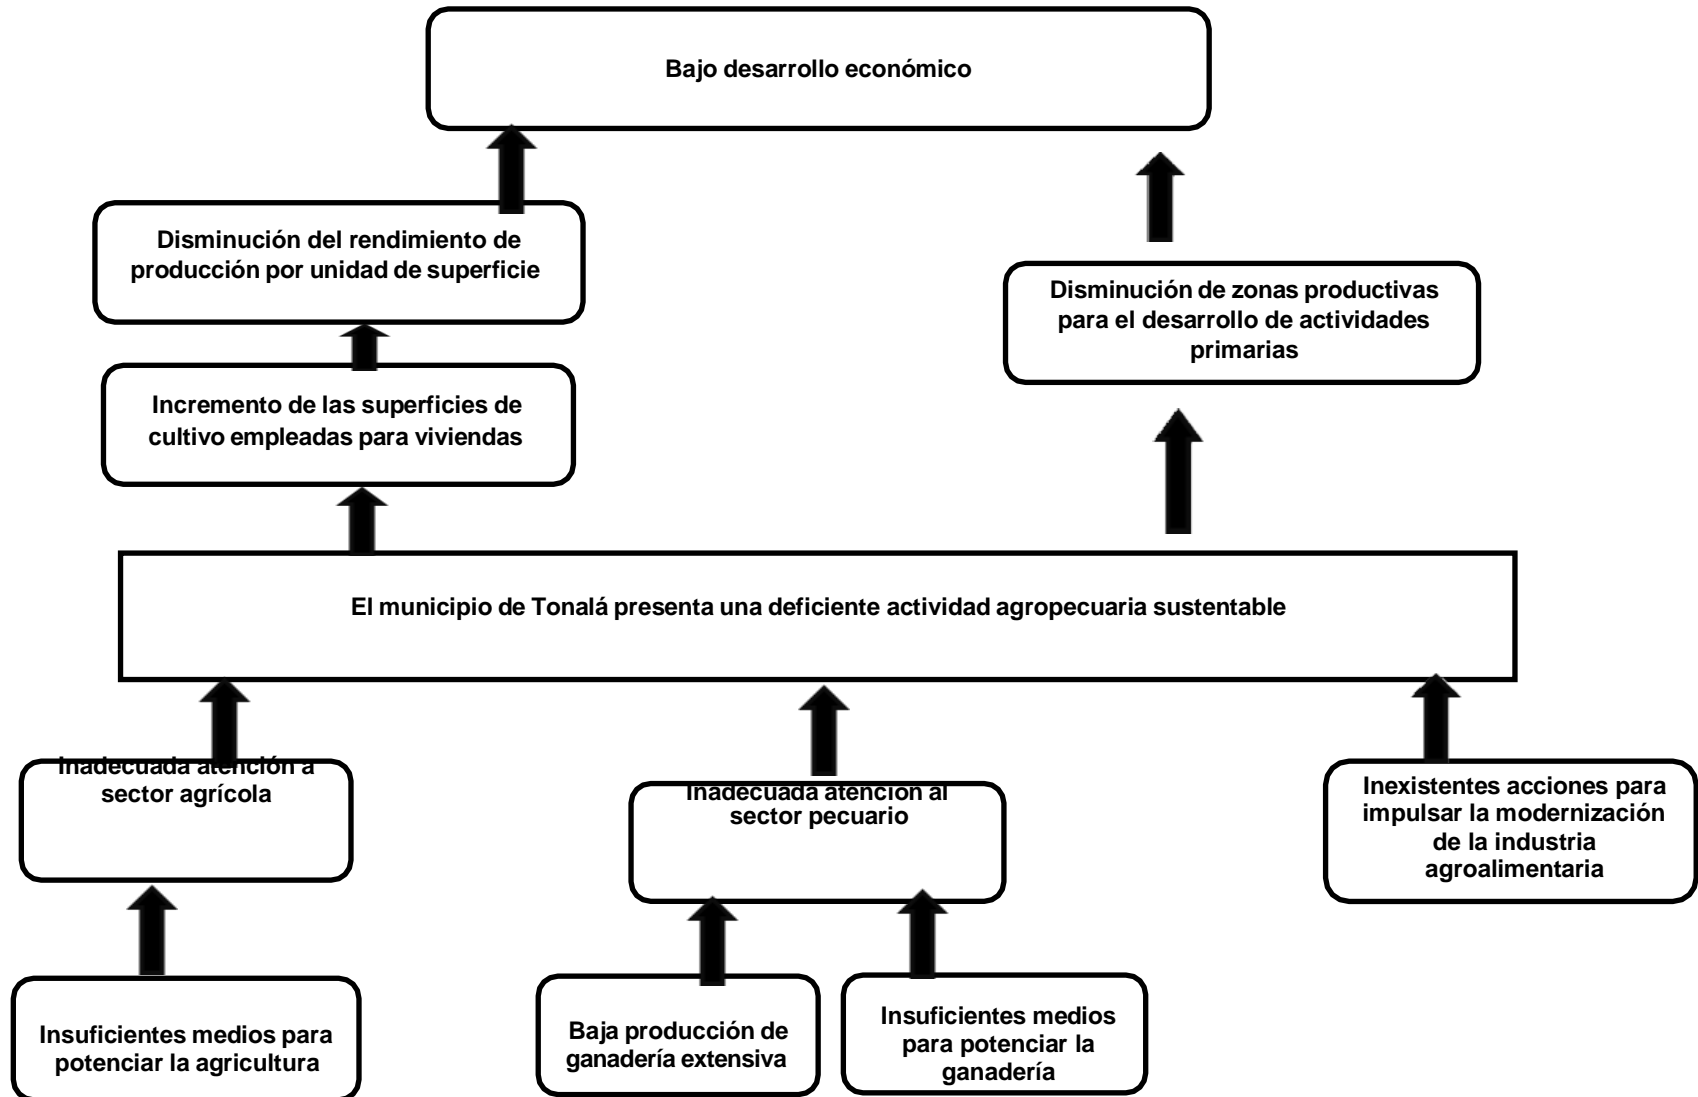 Bajo desarrollo económico
Disminución del rendimiento de
producción por unidad de superficie
Disminución de zonas productivas
para el desarrollo de actividades
primarias
Incremento de las superficies de
cultivo empleadas para viviendas
El municipio de Tonalá presenta una deficiente actividad agropecuaria sustentable
Inadecuada atención a
sector agrícola
Inadecuada atención al
sector pecuario
Inexistentes acciones para
impulsar la modernización
de la industria
agroalimentaria
Insuficientes medios para
potenciar la agricultura
Baja producción de
ganadería extensiva
Insuficientes medios
para potenciar la
ganadería